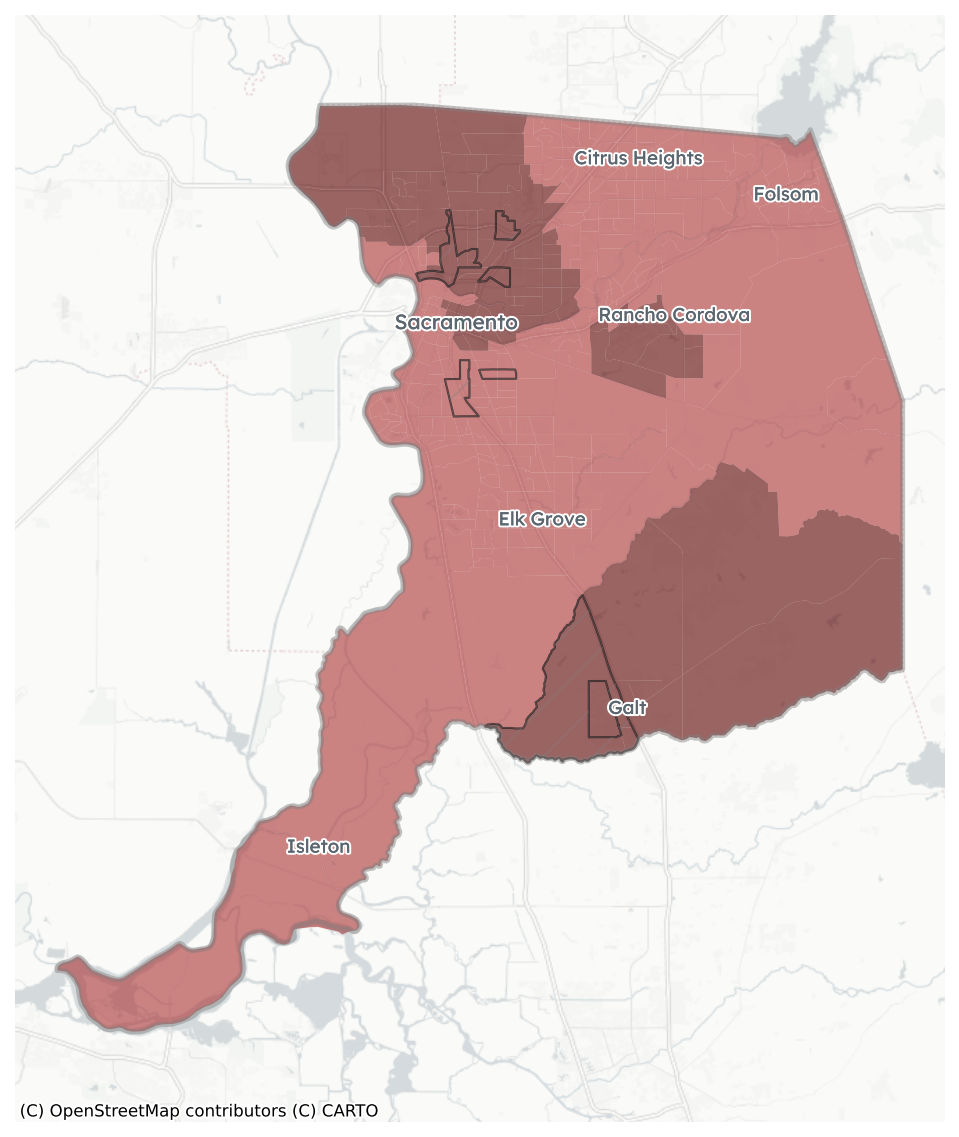 Citrus Heights
Folsom
Rancho Cordova
Sacramento
Elk Grove
Galt
Isleton
(C) OpenStreetMap contributors (C) CARTO